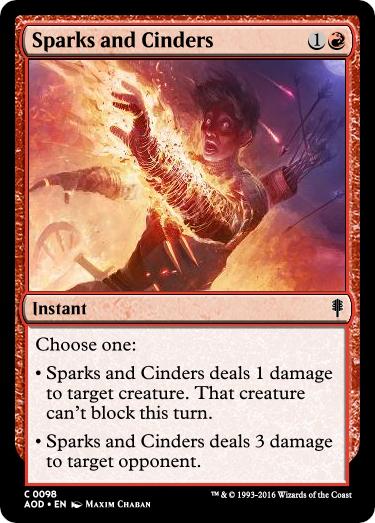 Sparks and Cinders 1
Instant
Choose one:
• Sparks and Cinders deals 1 damage
to target creature. That creature
can't block this turn.
• Sparks and Cinders deals 3 damage
to target opponent.
C 0098
AOD • EN Maxim Chaban
™ & © 1993-2016 Wizards of the Coast